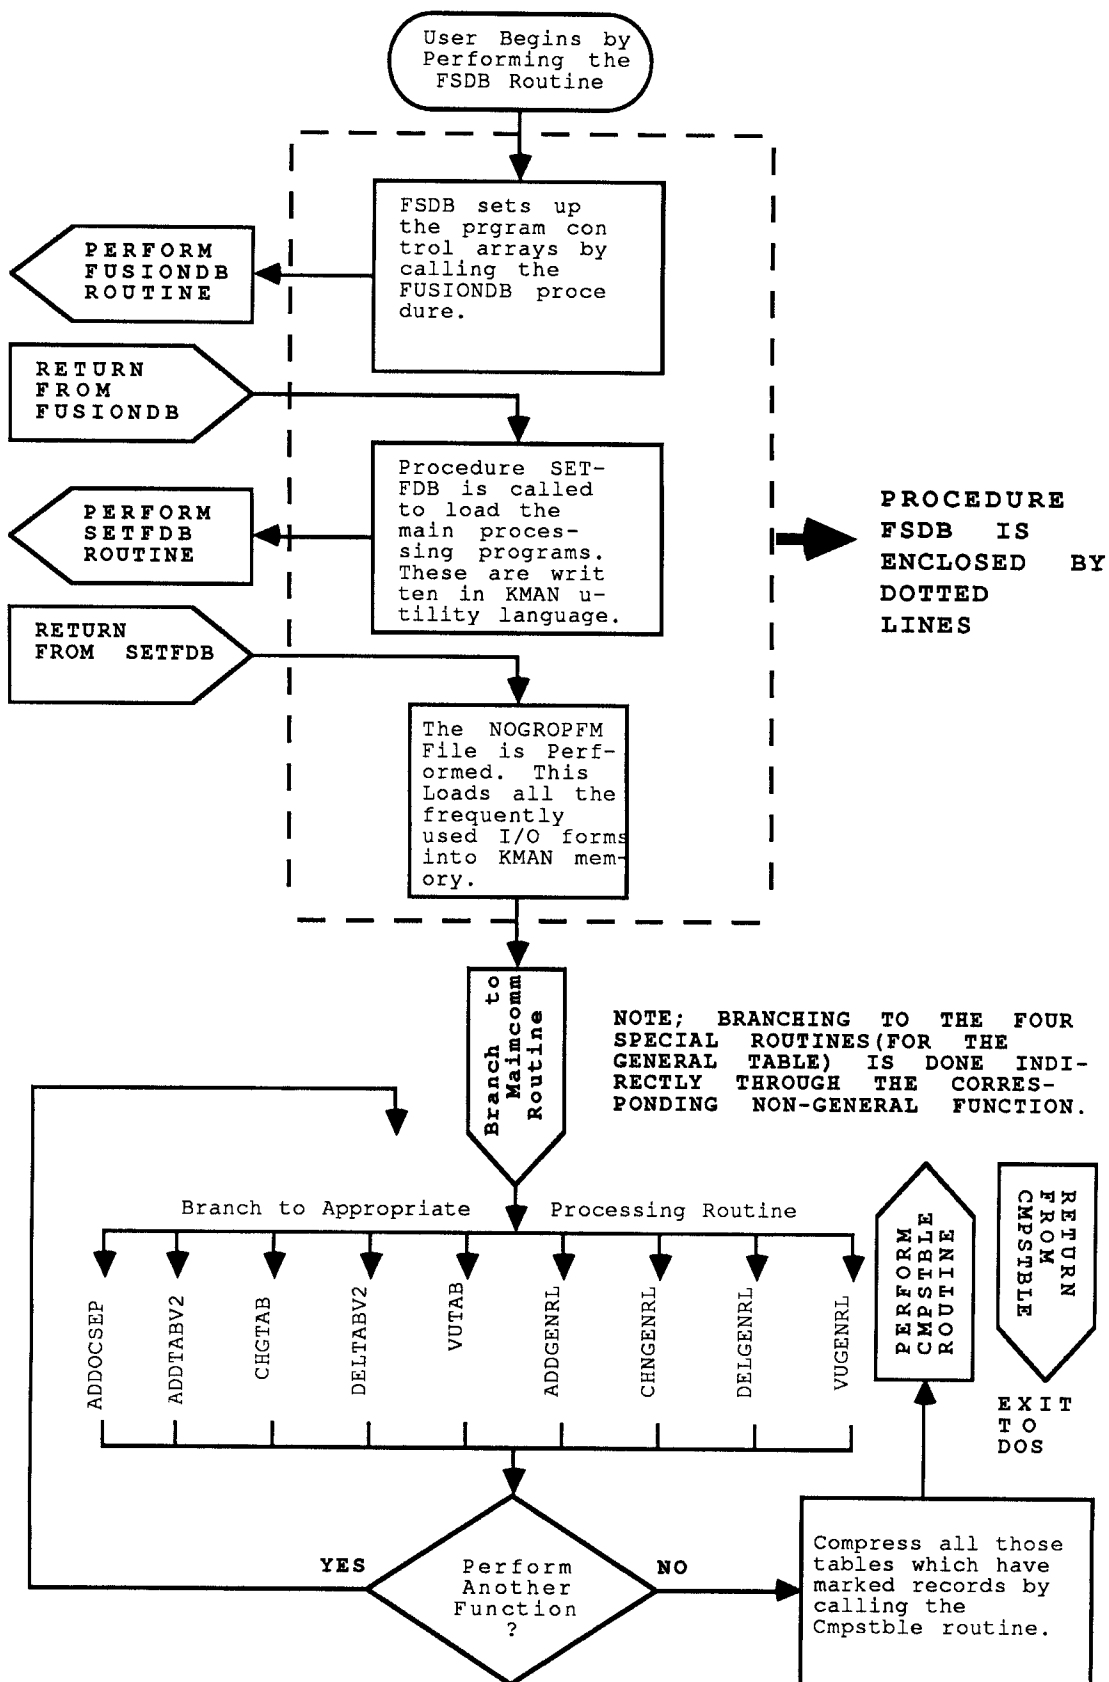 User Begins by
Performing the
FSDB Routine
FSDB sets up
the prgram con
trol arrays by
calling the
FUSIONDB proce
dure.
PERFORM
FUSIONDB
ROUTINE
RETURN
FROM
FUSIONDB
Procedure SET-
FDB is called
to load the
main proces-
sing programs.
These are writ
ten in KMAN u-
tility language.
PERFORM
SETFDB
ROUTINE
PROCEDURE
FSDB IS
ENCLOSED BY
DOTTED
LINES
RETURN
FROM SETFDB
The NOGROPFM
File is Perf-
ormed. This
Loads all the
frequently
used I/O forms
into KMAN mem-
ory.
Branch to
Maimcomm
Routine
NOTE; BRANCHING TO THE FOUR
SPECIAL ROUTINES(FOR THE
GENERAL TABLE) IS DONE INDI-
RECTLY THROUGH THE CORRES-
PONDING NON-GENERAL FUNCTION.
Branch to Appropriate Processing Routine
ADDOCSEP
ADDTABV2
CHGTAB
DELTABV2
VUTAB
ADDGENRL
CHNGENRL
DELGENRL
VUGENRL
PERFORM
CMPSTBLE
ROUTINE
RETURN
FROM
CMPSTBLE
EXIT
TO
DOS
YES
Perform
Another
Function
?
NO
Compress all those
tables which have
marked records by
calling the
Cmpstble routine.